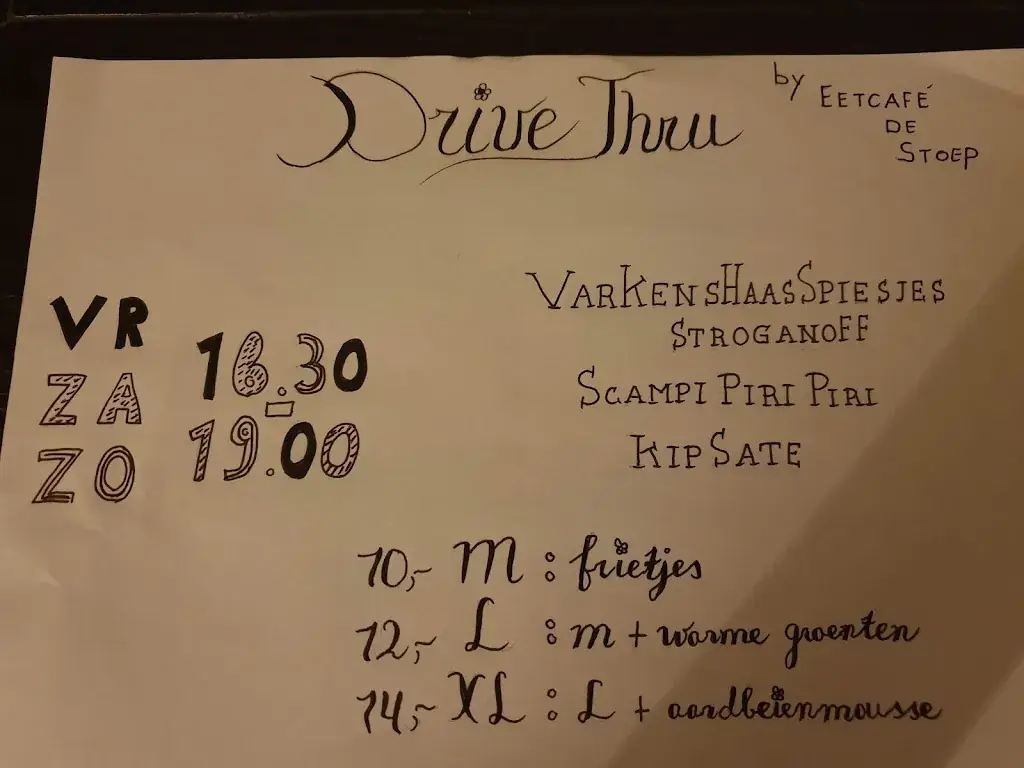 Drive Thru
by EETCAFÉ
DE
STOEP
VR
ZA
ZO
16.30
-
19.00
VARKENSHAASSPIESJES
STROGANOFF
SCAMPI PIRI PIRI
KIP SATE
10,- M : frietjes
12,- L : m + warme groenten
14,- XL : L + aardbeienmousse